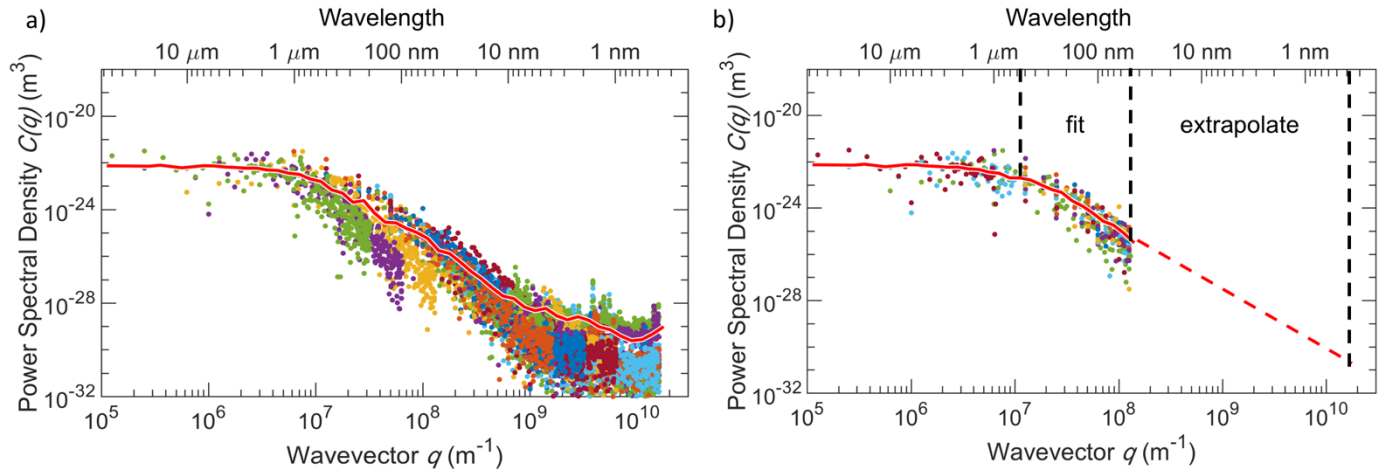 a)
Wavelength
10 μm 1 μm 100 nm 10 nm 1 nm
Power Spectral Density C(q) (m³)
10⁻²⁰
10⁻²⁴
10⁻²⁸
10⁻³²
10⁵ 10⁶ 10⁷ 10⁸ 10⁹ 10¹⁰
Wavevector q (m⁻¹)
b)
Wavelength
10 μm 1 μm 100 nm 10 nm 1 nm
Power Spectral Density C(q) (m³)
10⁻²⁰
fit extrapolate
10⁻²⁴
10⁻²⁸
10⁻³²
10⁵ 10⁶ 10⁷ 10⁸ 10⁹ 10¹⁰
Wavevector q (m⁻¹)